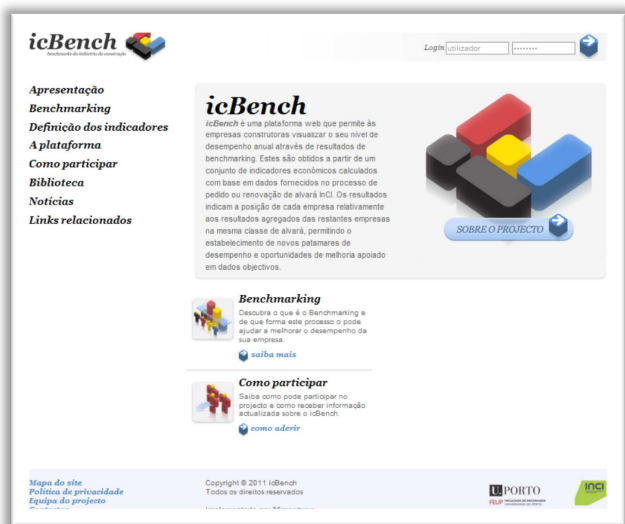 icBench
benchmarks da indústria da construção
Login utilizador ••••••••
Apresentação
Benchmarking
Definição dos indicadores
A plataforma
Como participar
Biblioteca
Notícias
Links relacionados
icBench
icBench é uma plataforma web que permite às
empresas construtoras visualizar o seu nível de
desempenho anual através de resultados de
benchmarking. Estes são obtidos a partir de um
conjunto de indicadores económicos calculados
com base em dados fornecidos no processo de
pedido ou renovação de alvará InCI. Os resultados
indicam a posição de cada empresa relativamente
aos resultados agregados das restantes empresas
na mesma classe de alvará, permitindo o
estabelecimento de novos patamares de
desempenho e oportunidades de melhoria apoiado
em dados objectivos.
SOBRE O PROJECTO
Benchmarking
Descubra o que é o Benchmarking e
de que forma este processo o pode
ajudar a melhorar o desempenho da
sua empresa.
saiba mais
Como participar
Saiba como pode participar no
projecto e como receber informação
actualizada sobre o icBench.
como aderir
Mapa do site
Política de privacidade
Equipa do projecto
Copyright © 2011 icBench
Todos os direitos reservados
U. PORTO
FEUP FACULDADE DE ENGENHARIA
UNIVERSIDADE DO PORTO
INCI